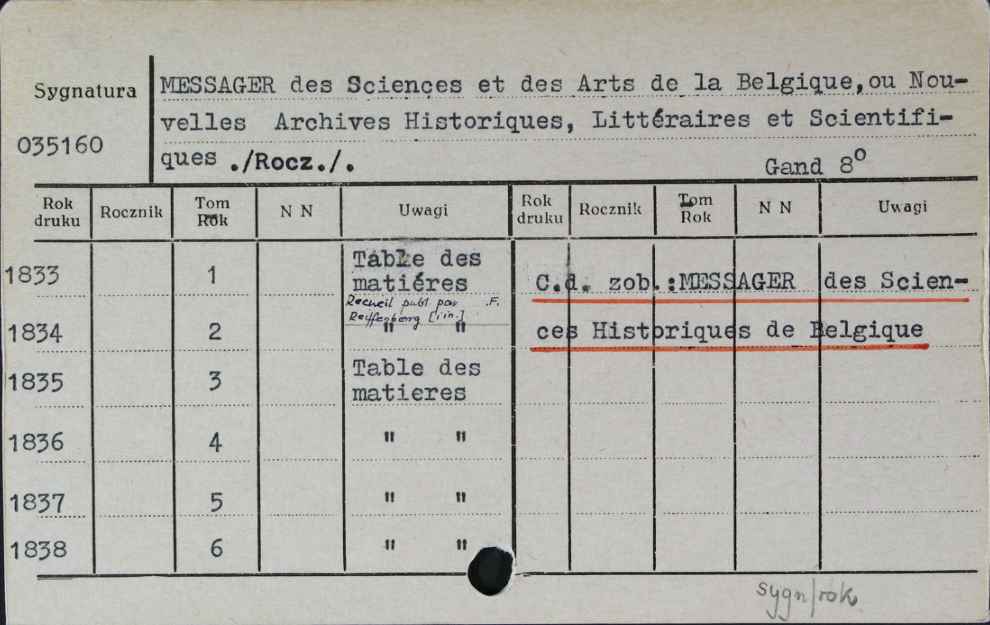 Sygnatura
035160
MESSAGER des Sciences et des Arts de la Belgique,ou Nou-
velles Archives Historiques, Littéraires et Scientifi-
ques ./Rocz./.
Gand 8º
Rok druku Rocznik Tom Rok N N Uwagi Rok druku Rocznik Tom Rok N N Uwagi
1833 1 Table des
matiéres
Recueil publ par .F.
Reiffenberg [i in.]
1834 2 " "
1835 3 Table des
matieres
1836 4 " "
1837 5 " "
1838 6 " "
C.d. zob.:MESSAGER des Scien-
ces Historiques de Belgique
sygn/rok